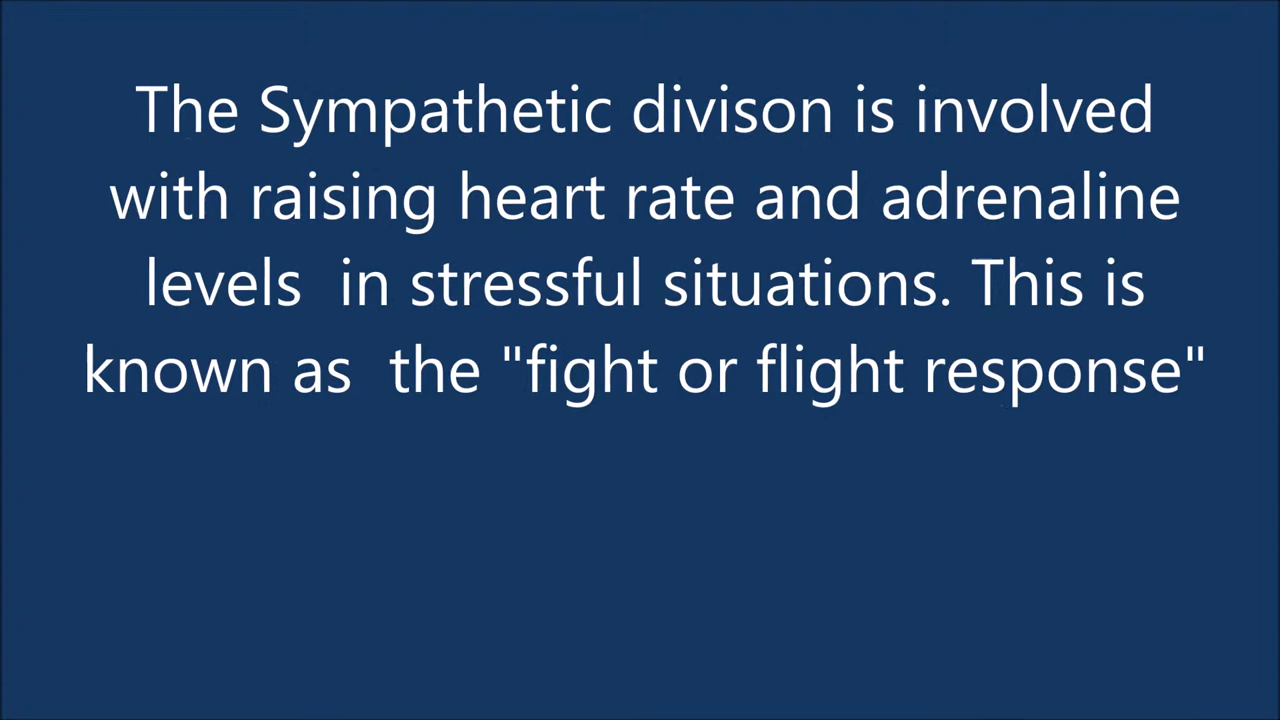 The Sympathetic divison is involved
with raising heart rate and adrenaline
levels  in stressful situations. This is
known as  the "fight or flight response"